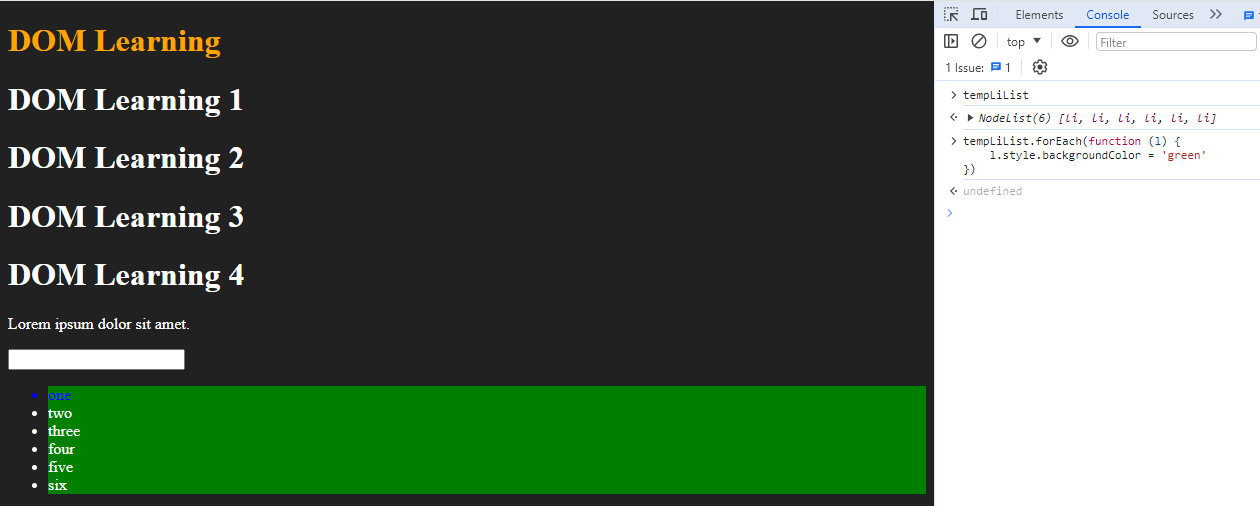 DOM Learning
DOM Learning 1
DOM Learning 2
DOM Learning 3
DOM Learning 4
Lorem ipsum dolor sit amet.
one
two
three
four
five
six
Elements Console Sources
top Filter
1 Issue: 1
tempLiList
NodeList(6) [li, li, li, li, li, li]
tempLiList.forEach(function (l) {
l.style.backgroundColor = 'green'
})
undefined